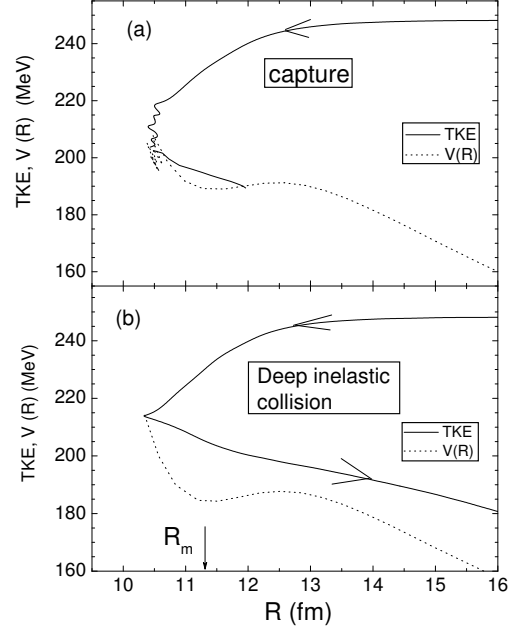 (a)
240
220
200
180
160
TKE, V (R) (MeV)
capture
TKE
V(R)
(b)
240
220
200
180
160
TKE, V (R) (MeV)
Deep inelastic
collision
TKE
V(R)
R_m
10 11 12 13 14 15 16
R (fm)